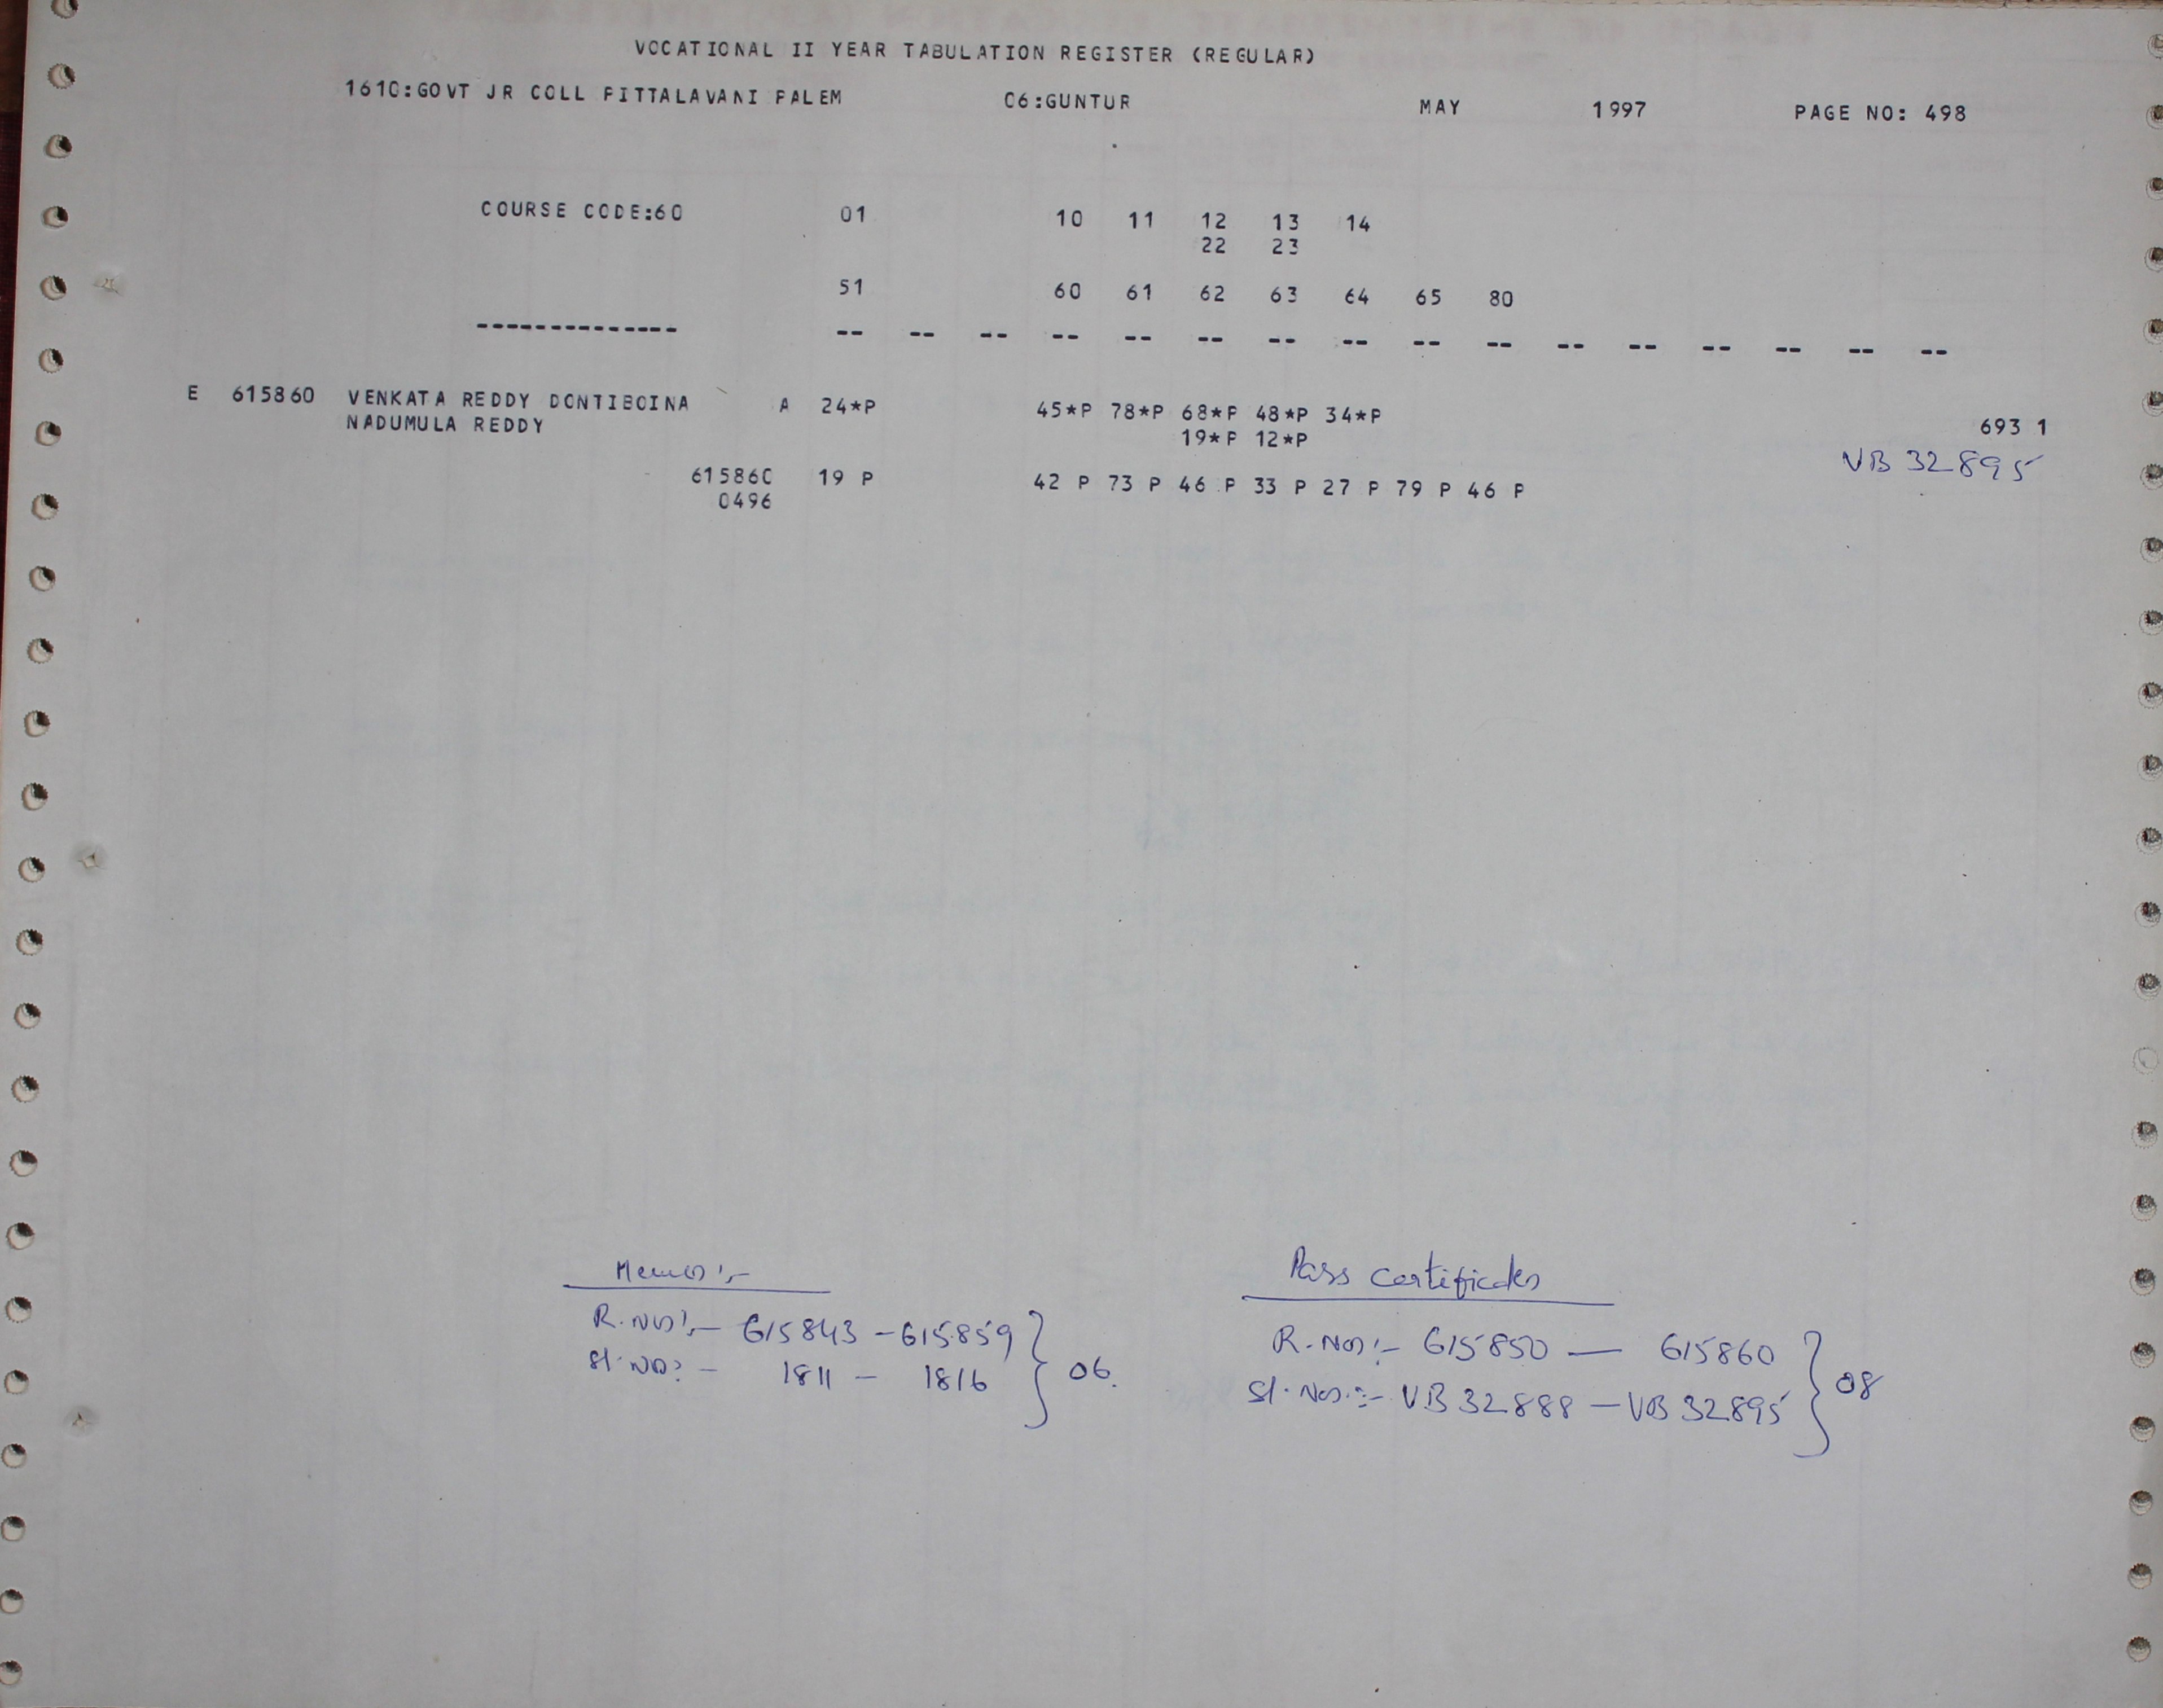 VOCATIONAL II YEAR TABULATION REGISTER (REGULAR)
1610:GOVT JR COLL PITTALAVANI PALEM 06:GUNTUR MAY 1997 PAGE NO: 498
COURSE CODE:60 01 10 11 12 13 14
22 23
51 60 61 62 63 64 65 80
-------------- -- -- -- -- -- -- -- -- -- -- -- -- -- -- -- --
E 615860 VENKATA REDDY DONTIBOINA A 24*P 45*P 78*P 68*P 48*P 34*P
NADUMULA REDDY 19*P 12*P 693 1
VB 32895
615860 19 P 42 P 73 P 46 P 33 P 27 P 79 P 46 P
0496
Memos:-
R.Nos:- 615843 - 615859
Sl.No:- 1811 - 1816 } 06.
Pass Certificates
R.Nos:- 615850 — 615860
Sl.Nos:- VB 32888 - VB 32895 } 08